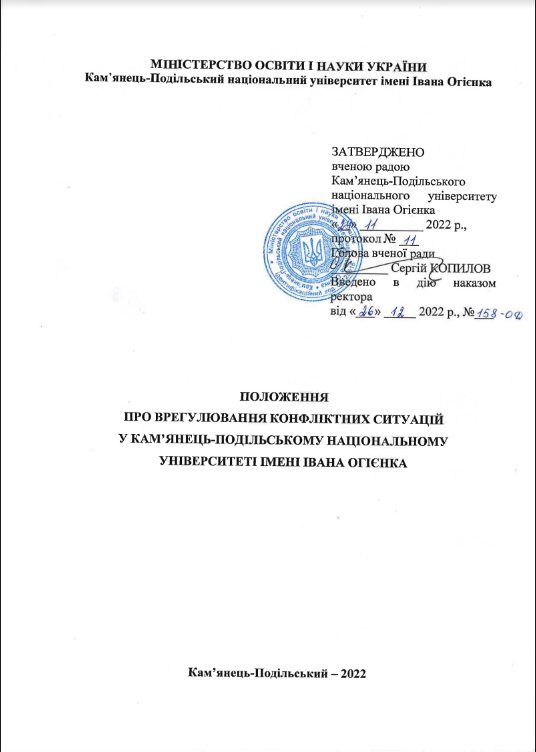 МІНІСТЕРСТВО ОСВІТИ І НАУКИ УКРАЇНИ
Кам'янець-Подільський національний університет імені Івана Огієнка
ЗАТВЕРДЖЕНО
вченою радою
Кам'янець-Подільського
національного університету
імені Івана Огієнка
« » 11 2022 р.,
протокол № 11
Голова вченої ради
Сергій КОПИЛОВ
Введено в дію наказом
ректора
від «26» 12 2022 р., № 158-ОД
ПОЛОЖЕННЯ
ПРО ВРЕГУЛЮВАННЯ КОНФЛІКТНИХ СИТУАЦІЙ
У КАМ'ЯНЕЦЬ-ПОДІЛЬСЬКОМУ НАЦІОНАЛЬНОМУ
УНІВЕРСИТЕТІ ІМЕНІ ІВАНА ОГІЄНКА
Кам'янець-Подільський – 2022